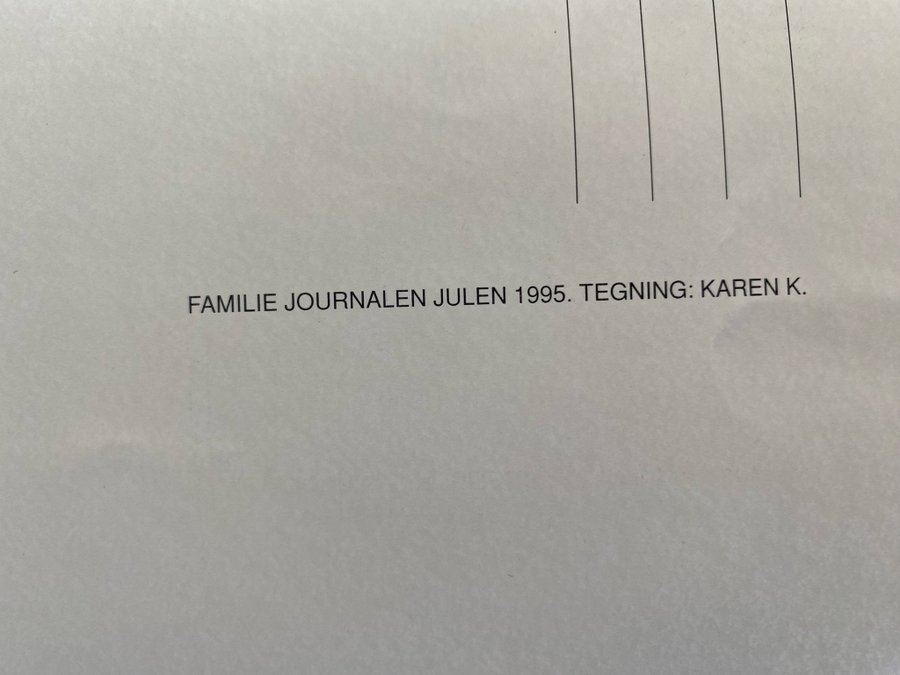 FAMILIE JOURNALEN JULEN 1995. TEGNING: KAREN K.